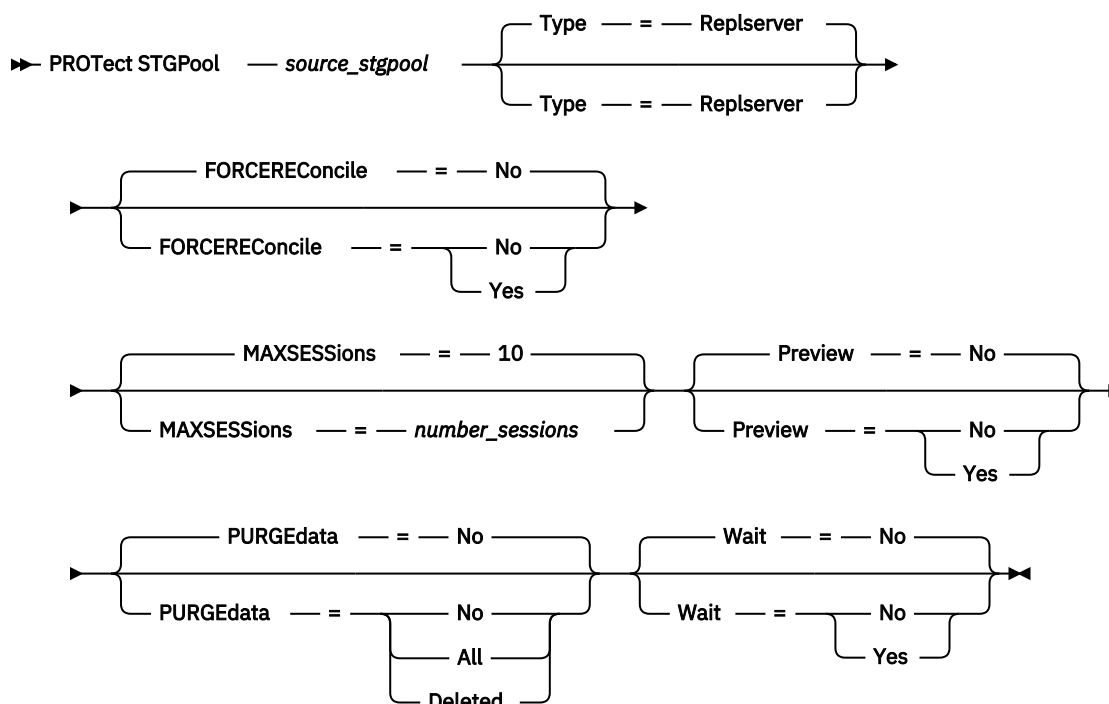 Type = Replserver
PROTect STGPool source_stgpool
Type = Replserver
FORCEREConcile = No
FORCEREConcile = No
Yes
MAXSESSions = 10 Preview = No
MAXSESSions = number_sessions Preview = No
Yes
PURGEdata = No Wait = No
PURGEdata = No Wait = No
All Yes
Deleted